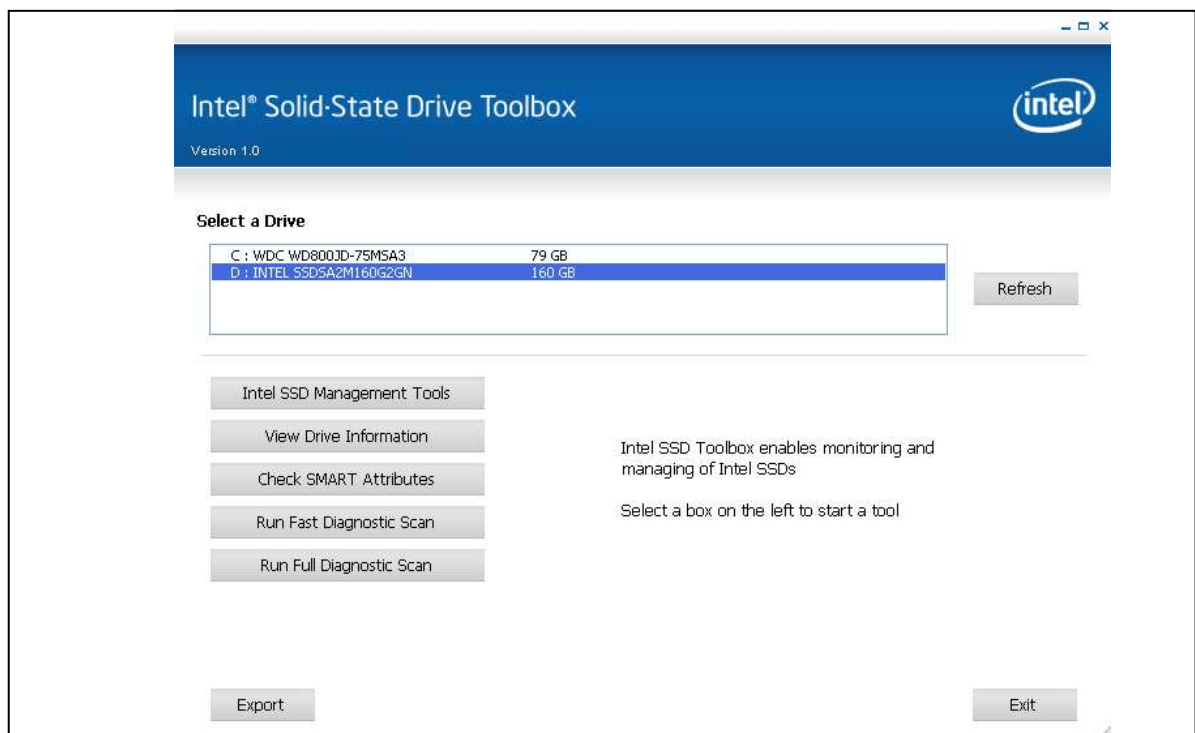 Intel® Solid-State Drive Toolbox
intel
Version 1.0
Select a Drive
C : WDC WD800JD-75MSA3 79 GB
D : INTEL SSDSA2M160G2GN 160 GB
Refresh
Intel SSD Management Tools
View Drive Information
Check SMART Attributes
Run Fast Diagnostic Scan
Run Full Diagnostic Scan
Intel SSD Toolbox enables monitoring and
managing of Intel SSDs
Select a box on the left to start a tool
Export
Exit